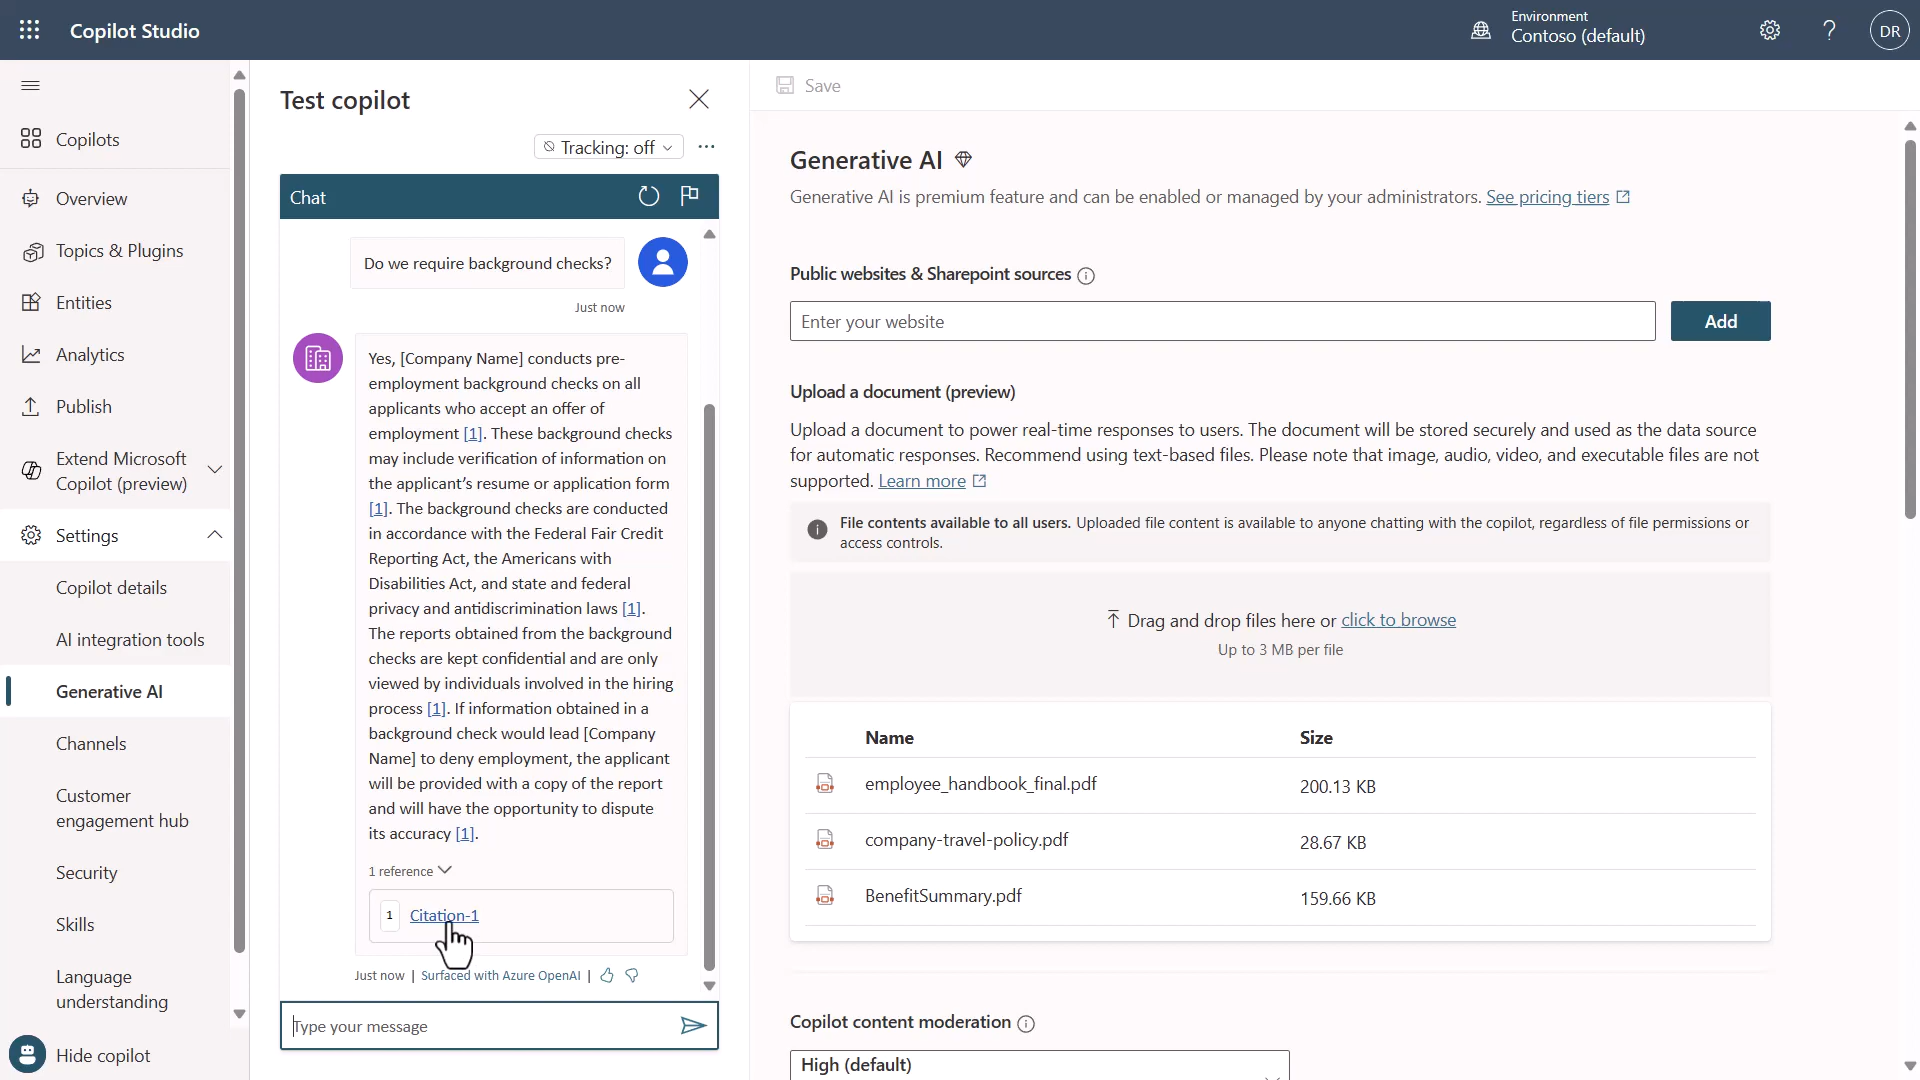 Copilot Studio
Environment
Contoso (default)
DR
Copilots
Overview
Topics & Plugins
Entities
Analytics
Publish
Extend Microsoft
Copilot (preview)
Settings
Copilot details
AI integration tools
Generative AI
Channels
Customer
engagement hub
Security
Skills
Language
understanding
Hide copilot
Test copilot
Tracking: off
Chat
Do we require background checks?
Just now
Yes, [Company Name] conducts pre-
employment background checks on all
applicants who accept an offer of
employment [1]. These background checks
may include verification of information on
the applicant’s resume or application form
[1]. The background checks are conducted
in accordance with the Federal Fair Credit
Reporting Act, the Americans with
Disabilities Act, and state and federal
privacy and antidiscrimination laws [1].
The reports obtained from the background
checks are kept confidential and are only
viewed by individuals involved in the hiring
process [1]. If information obtained in a
background check would lead [Company
Name] to deny employment, the applicant
will be provided with a copy of the report
and will have the opportunity to dispute
its accuracy [1].
1 reference
1 Citation-1
Just now | Surfaced with Azure OpenAI |
Type your message
Save
Generative AI
Generative AI is premium feature and can be enabled or managed by your administrators. See pricing tiers
Public websites & Sharepoint sources
Enter your website
Add
Upload a document (preview)
Upload a document to power real-time responses to users. The document will be stored securely and used as the data source
for automatic responses. Recommend using text-based files. Please note that image, audio, video, and executable files are not
supported. Learn more
File contents available to all users. Uploaded file content is available to anyone chatting with the copilot, regardless of file permissions or
access controls.
Drag and drop files here or click to browse
Up to 3 MB per file
Name Size
employee_handbook_final.pdf 200.13 KB
company-travel-policy.pdf 28.67 KB
BenefitSummary.pdf 159.66 KB
Copilot content moderation
High (default)